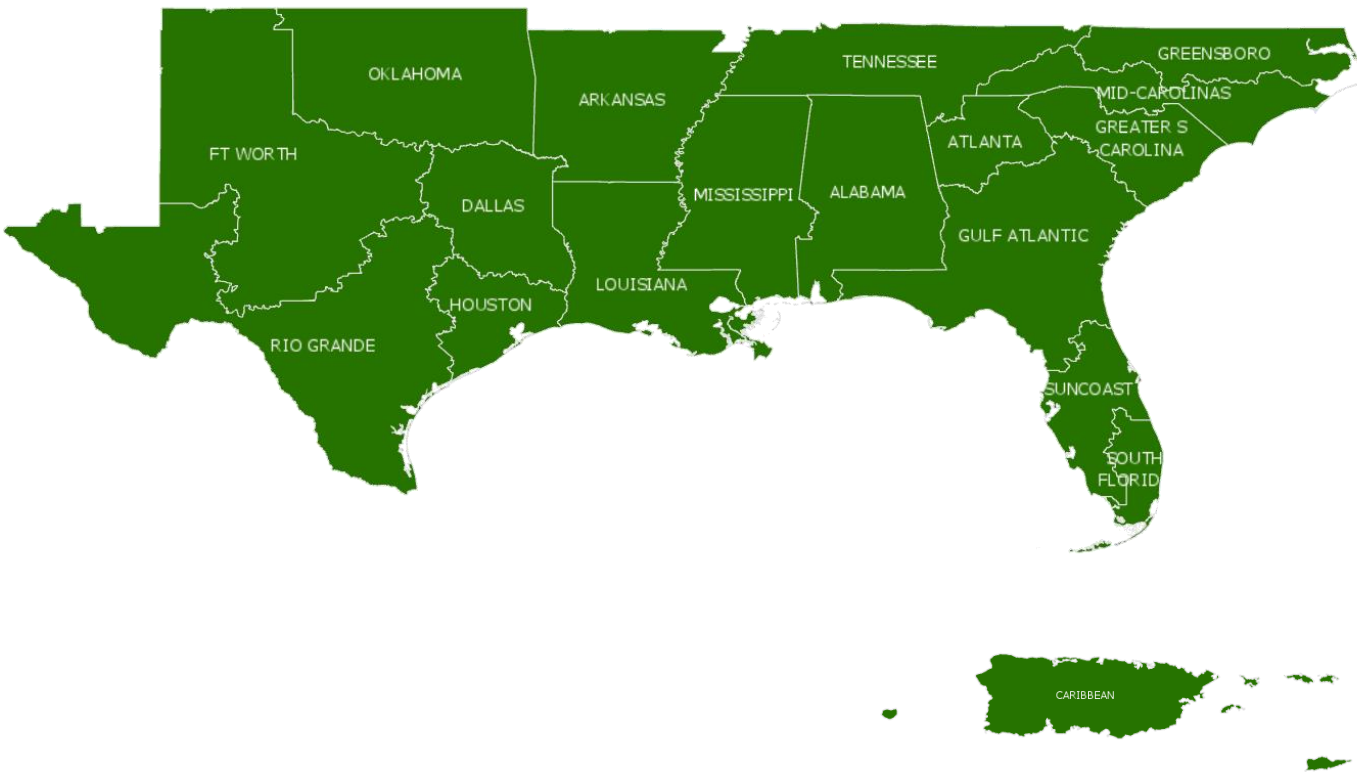 GREENSBORO
TENNESSEE
OKLAHOMA
MID-CAROLINAS
ARKANSAS
GREATER S
CAROLINA
ATLANTA
FT WORTH
ALABAMA
MISSISSIPPI
DALLAS
GULF ATLANTIC
LOUISIANA
HOUSTON
RIO GRANDE
SUNCOAST
SOUTH
FLORID
CARIBBEAN